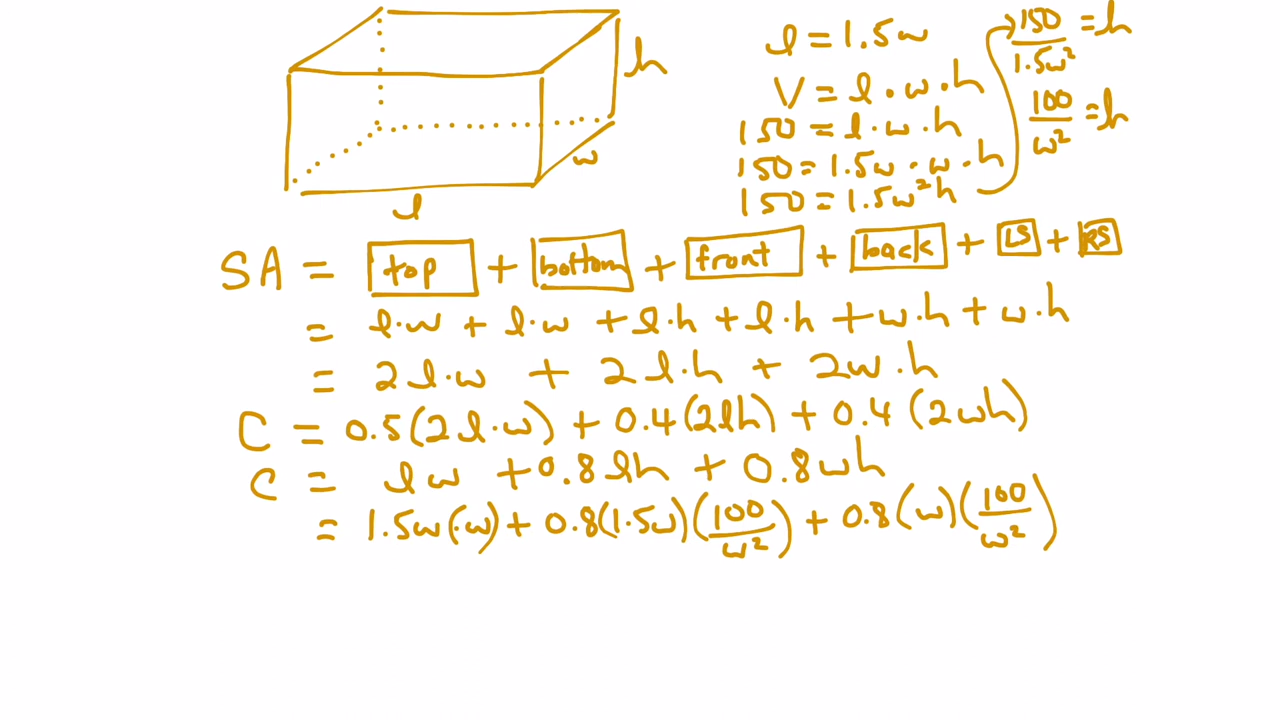 h
w
l
l = 1.5w
V = l · w · h
150 = l · w · h
150 = 1.5w · w · h
150 = 1.5w²h
150/1.5w² = h
100/w² = h
SA = top + bottom + front + back + LS + RS
= l·w + l·w + l·h + l·h + w·h + w·h
= 2l·w + 2l·h + 2w·h
C = 0.5(2l·w) + 0.4(2lh) + 0.4(2wh)
C = lw + 0.8lh + 0.8wh
= 1.5w(·w) + 0.8(1.5w)(100/w²) + 0.8(w)(100/w²)